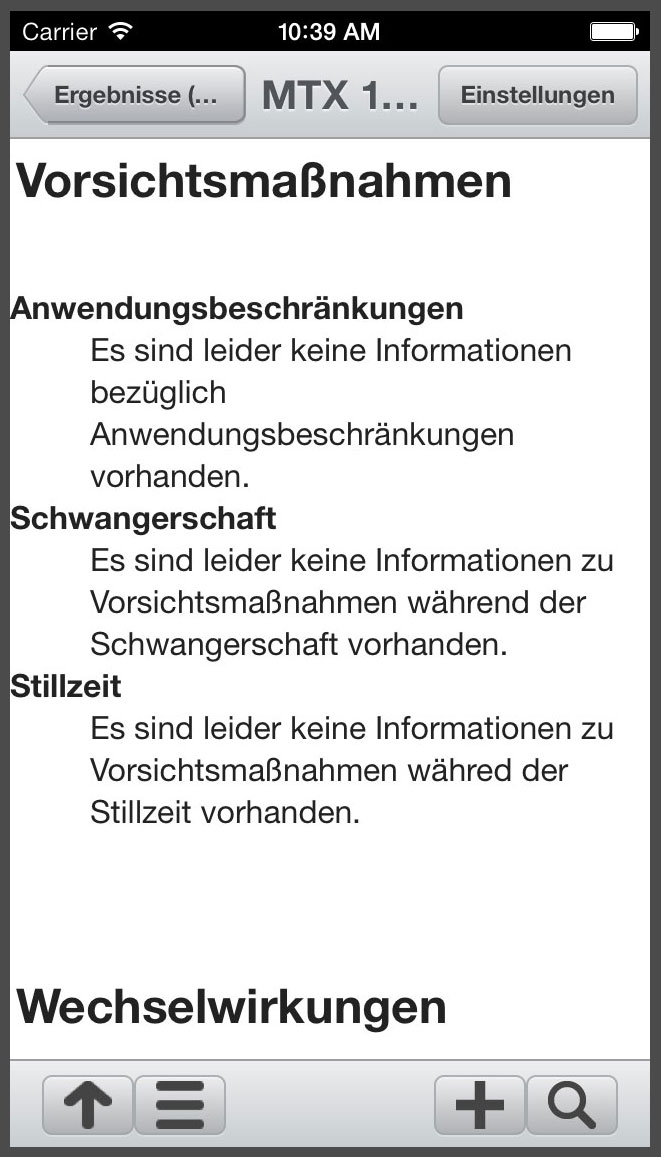 Carrier 10:39 AM
Ergebnisse (... MTX 1... Einstellungen
Vorsichtsmaßnahmen
Anwendungsbeschränkungen
Es sind leider keine Informationen
bezüglich
Anwendungsbeschränkungen
vorhanden.
Schwangerschaft
Es sind leider keine Informationen zu
Vorsichtsmaßnahmen während der
Schwangerschaft vorhanden.
Stillzeit
Es sind leider keine Informationen zu
Vorsichtsmaßnahmen währed der
Stillzeit vorhanden.
Wechselwirkungen